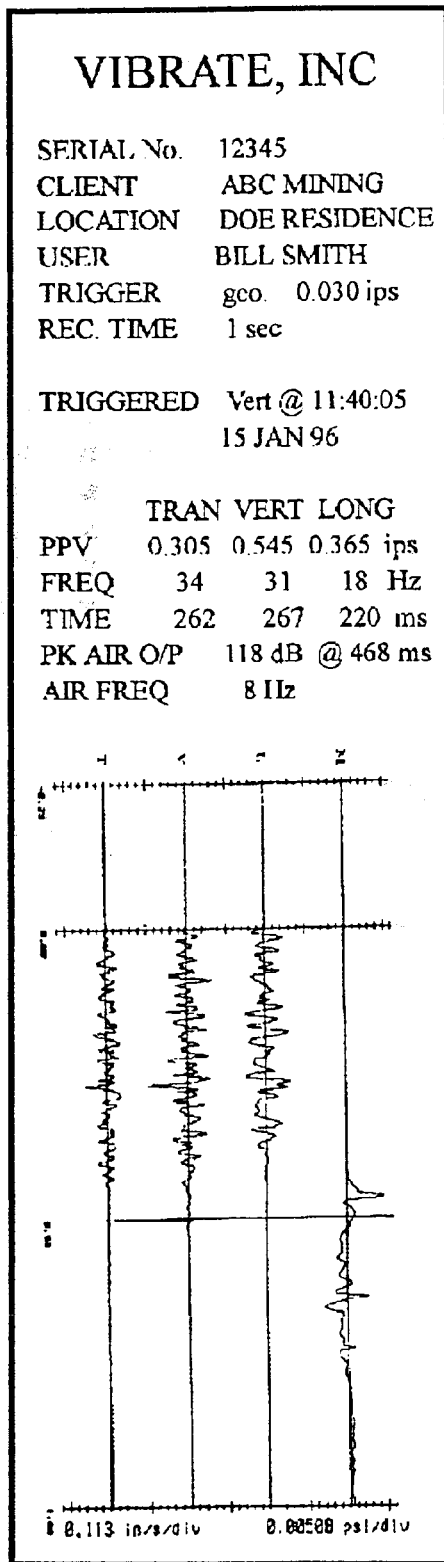 VIBRATE, INC
SERIAL No. 12345
CLIENT ABC MINING
LOCATION DOE RESIDENCE
USER BILL SMITH
TRIGGER geo. 0.030 ips
REC. TIME 1 sec
TRIGGERED Vert @ 11:40:05
15 JAN 96
TRAN VERT LONG
PPV 0.305 0.545 0.365 ips
FREQ 34 31 18 Hz
TIME 262 267 220 ms
PK AIR O/P 118 dB @ 468 ms
AIR FREQ 8 Hz
T V L M
0.113 in/s/div 0.00508 psi/div